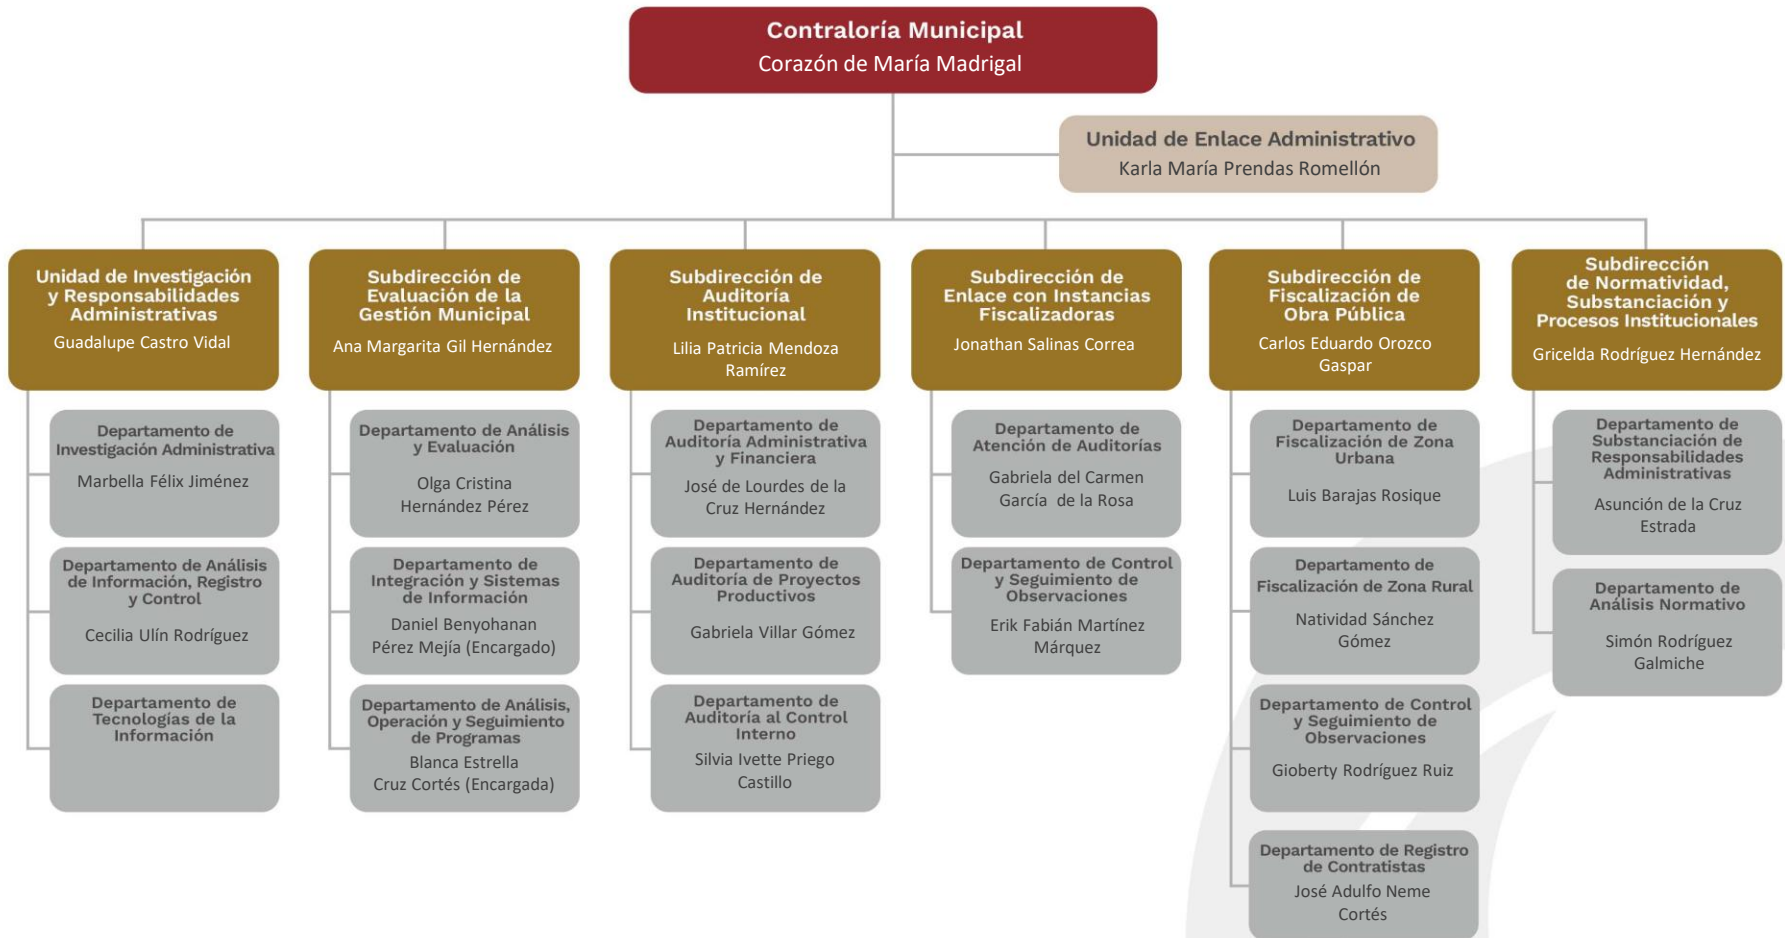 Contraloría Municipal
Corazón de María Madrigal
Unidad de Enlace Administrativo
Karla María Prendas Romellón
Unidad de Investigación
y Responsabilidades
Administrativas
Guadalupe Castro Vidal
Subdirección de
Evaluación de la
Gestión Municipal
Ana Margarita Gil Hernández
Subdirección de
Auditoría
Institucional
Lilia Patricia Mendoza
Ramírez
Subdirección de
Enlace con Instancias
Fiscalizadoras
Jonathan Salinas Correa
Subdirección de
Fiscalización de
Obra Pública
Carlos Eduardo Orozco
Gaspar
Subdirección
de Normatividad,
Substanciación y
Procesos Institucionales
Gricelda Rodríguez Hernández
Departamento de
Investigación Administrativa
Marbella Félix Jiménez
Departamento de Análisis
de Información, Registro
y Control
Cecilia Ulín Rodríguez
Departamento de
Tecnologías de la
Información
Departamento de Análisis
y Evaluación
Olga Cristina
Hernández Pérez
Departamento de
Integración y Sistemas
de Información
Daniel Benyohanan
Pérez Mejía (Encargado)
Departamento de Análisis,
Operación y Seguimiento
de Programas
Blanca Estrella
Cruz Cortés (Encargada)
Departamento de
Auditoría Administrativa
y Financiera
José de Lourdes de la
Cruz Hernández
Departamento de
Auditoría de Proyectos
Productivos
Gabriela Villar Gómez
Departamento de
Auditoría al Control
Interno
Silvia Ivette Priego
Castillo
Departamento de
Atención de Auditorías
Gabriela del Carmen
García de la Rosa
Departamento de Control
y Seguimiento de
Observaciones
Erik Fabián Martínez
Márquez
Departamento de
Fiscalización de Zona
Urbana
Luis Barajas Rosique
Departamento de
Fiscalización de Zona Rural
Natividad Sánchez
Gómez
Departamento de Control
y Seguimiento de
Observaciones
Gioberty Rodríguez Ruiz
Departamento de Registro
de Contratistas
José Adulfo Neme
Cortés
Departamento de
Substanciación de
Responsabilidades
Administrativas
Asunción de la Cruz
Estrada
Departamento de
Análisis Normativo
Simón Rodríguez
Galmiche